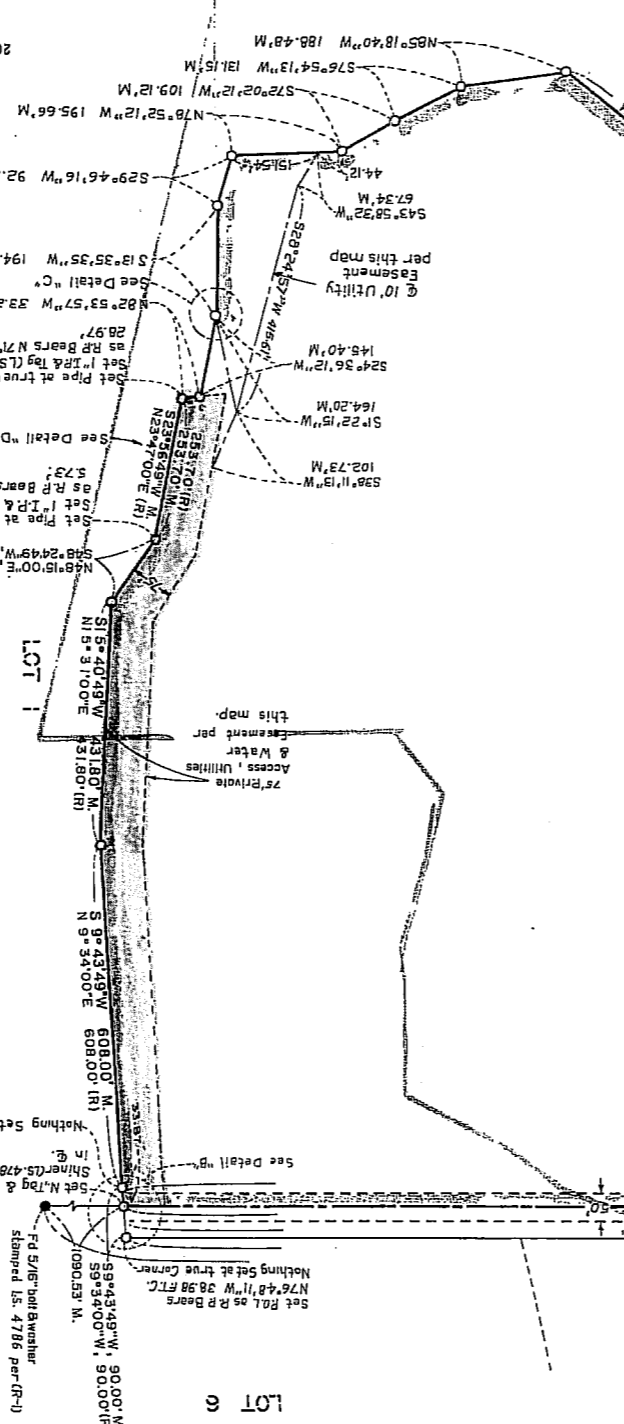 N85°18'40"W 188.48'M
S76°54'13"W 131.15'M
S72°02'12"W 109.12'M
N78°52'12"W 195.66'M
44.12'
151.54'
S43°58'32"W
67.34'M
S29°46'16"W 92.
℄ 10' Utility
Easement
per this map
S28°24'57"W 415.61'
S13°35'35"W 194.
See Detail "C"
N82°53'57"W 33.
S24°36'12"W
145.40'M
S1°22'15"W
164.20'M
S38°11'13"W
102.73'M
Set Pipe at true
Set 1" I.P. & Tag (LS
as R.P. Bears N71
28.97'
See Detail "D
253.70'(R)
253.70' M.
S23°56'49"W M.
N23°47'00"E (R)
Set Pipe at
Set 1" I.P. &
as R.P. Bears
5.73'
N48°15'00"E,
S48°24'49"W,
75'
LOT 1
S15°40'49"W 431.80' M.
N15°31'00"E 431.80'(R)
75' Private
Access, Utilities
& Water
Easement per
this map.
S 9°43'49"W 608.00' M.
N 9°34'00"E 608.00'(R)
Nothing Set
Set N, Tag &
Shiner (LS. 478
in ℄.
See Detail "B"
50'
Fd 5/16" bolt & washer
stamped LS. 4786 per (R-1)
1090.53' M.
S9°43'49"W, 90.00' M
S9°34'00"W, 90.00'(R
Set P.O.L. as R.P. Bears
N76°48'11"W 38.98 FT.C.
Nothing Set at true Corner
LOT 6